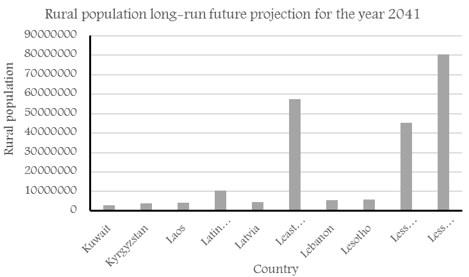 Rural population long-run future projection for the year 2041
90000000
80000000
70000000
60000000
50000000
40000000
30000000
20000000
10000000
0
Rural population
Kuwait
Kyrgyzstan
Laos
Latin...
Latvia
Least...
Lebanon
Lesotho
Less...
Less...
Country